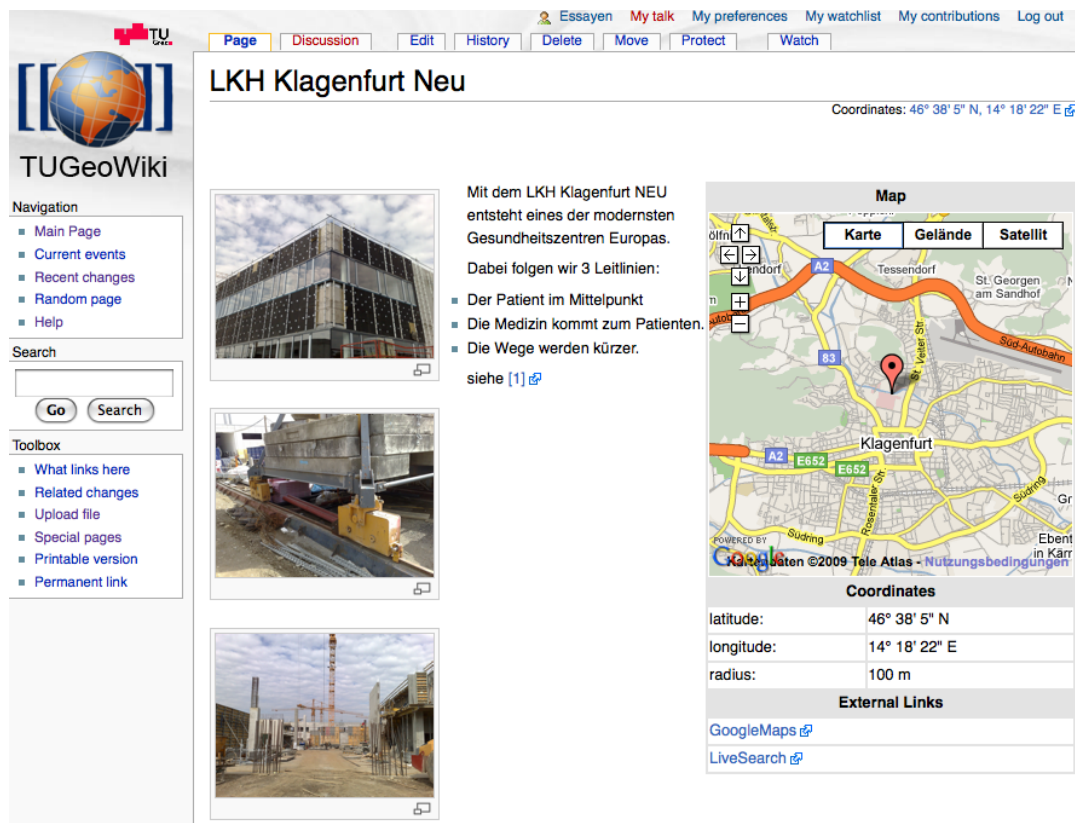 Essayen My talk My preferences My watchlist My contributions Log out
TU
Graz
Page Discussion Edit History Delete Move Protect Watch
TUGeoWiki
LKH Klagenfurt Neu
Coordinates: 46° 38' 5" N, 14° 18' 22" E
Navigation
Main Page
Current events
Recent changes
Random page
Help
Search
Go Search
Toolbox
What links here
Related changes
Upload file
Special pages
Printable version
Permanent link
Mit dem LKH Klagenfurt NEU
entsteht eines der modernsten
Gesundheitszentren Europas.
Dabei folgen wir 3 Leitlinien:
Der Patient im Mittelpunkt
Die Medizin kommt zum Patienten.
Die Wege werden kürzer.
siehe [1]
Map
Karte Gelände Satellit
A2
Tessendorf
St. Georgen
am Sandhof
Süd-Autobahn
83
St. Veiter Str.
Klagenfurt
A2 E652
E652
Rosentaler Str.
Südring
Südring
Ebent
in Kärn
POWERED BY
Google
Kartendaten ©2009 Tele Atlas - Nutzungsbedingungen
Coordinates
latitude: 46° 38' 5" N
longitude: 14° 18' 22" E
radius: 100 m
External Links
GoogleMaps
LiveSearch